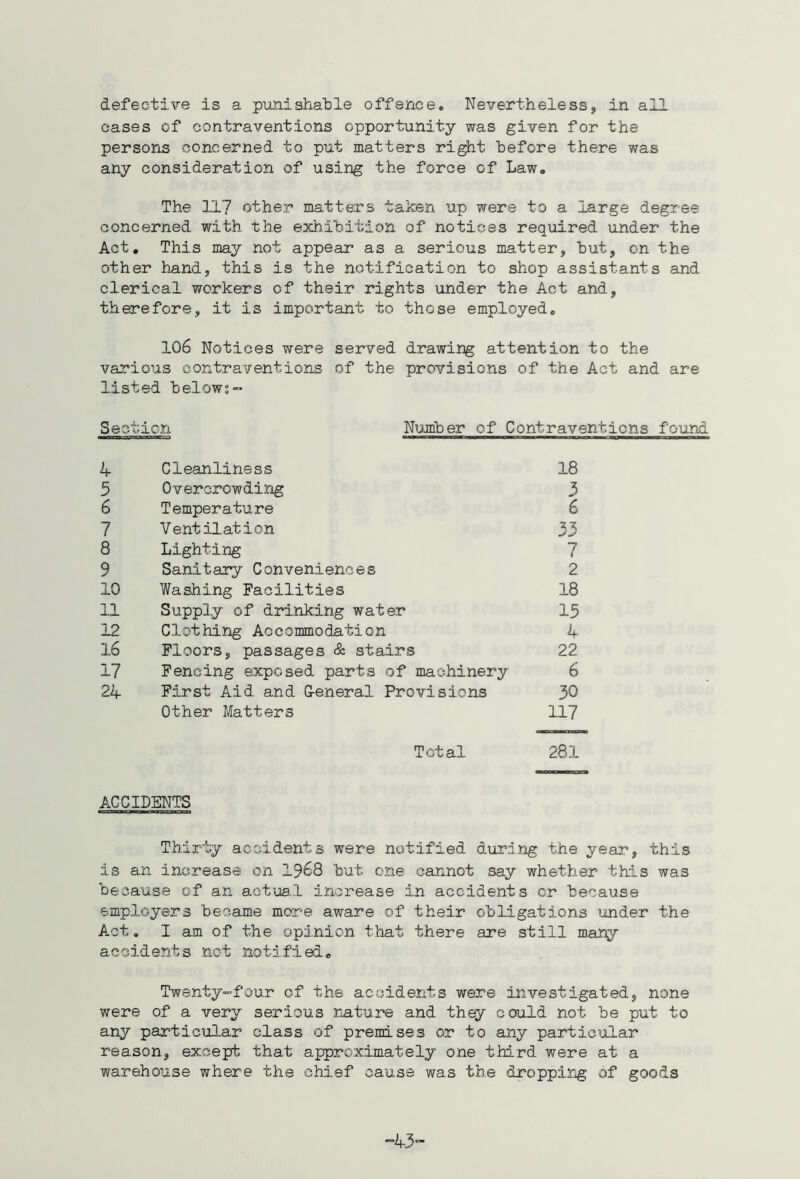 defective is a punishable offence. Nevertheless, in all
cases of contraventions opportunity was given for the
persons concerned to put matters right before there was
any consideration of using the force of Law.
The 117 other matters taken up were to a large degree
concerned with the exhibition of notices required under the
Act. This may not appear as a serious matter, but, on the
other hand, this is the notification to shop assistants and
clerical workers of their rights under the Act and,
therefore, it is important to those employed.
106 Notices were served drawing attention to the
various contraventions of the provisions of the Act and are
listed below:-
Section Number of Contraventions found
4 Cleanliness 18
5 Overcrowding 3
6 Temperature 6
7 Ventilation 33
8 Lighting 7
9 Sanitary Conveniences 2
10 Washing Facilities 18
11 Supply of drinking water 15
12 Clothing Accommodation 4
16 Floors, passages & stairs 22
17 Fencing exposed parts of machinery 6
24 First Aid and General Provisions 30
Other Matters 117
Total 281
ACCIDENTS
Thirty accidents were notified during the year, this
is an increase on 1968 but one cannot say whether this was
because of an actual increase in accidents or because
employers became more aware of their obligations under the
Act. I am of the opinion that there are still many
accidents not notified.
Twenty-four of the accidents were investigated, none
were of a very serious nature and they could not be put to
any particular class of premises or to any particular
reason, except that approximately one third were at a
warehouse where the chief cause was the dropping of goods
-43-